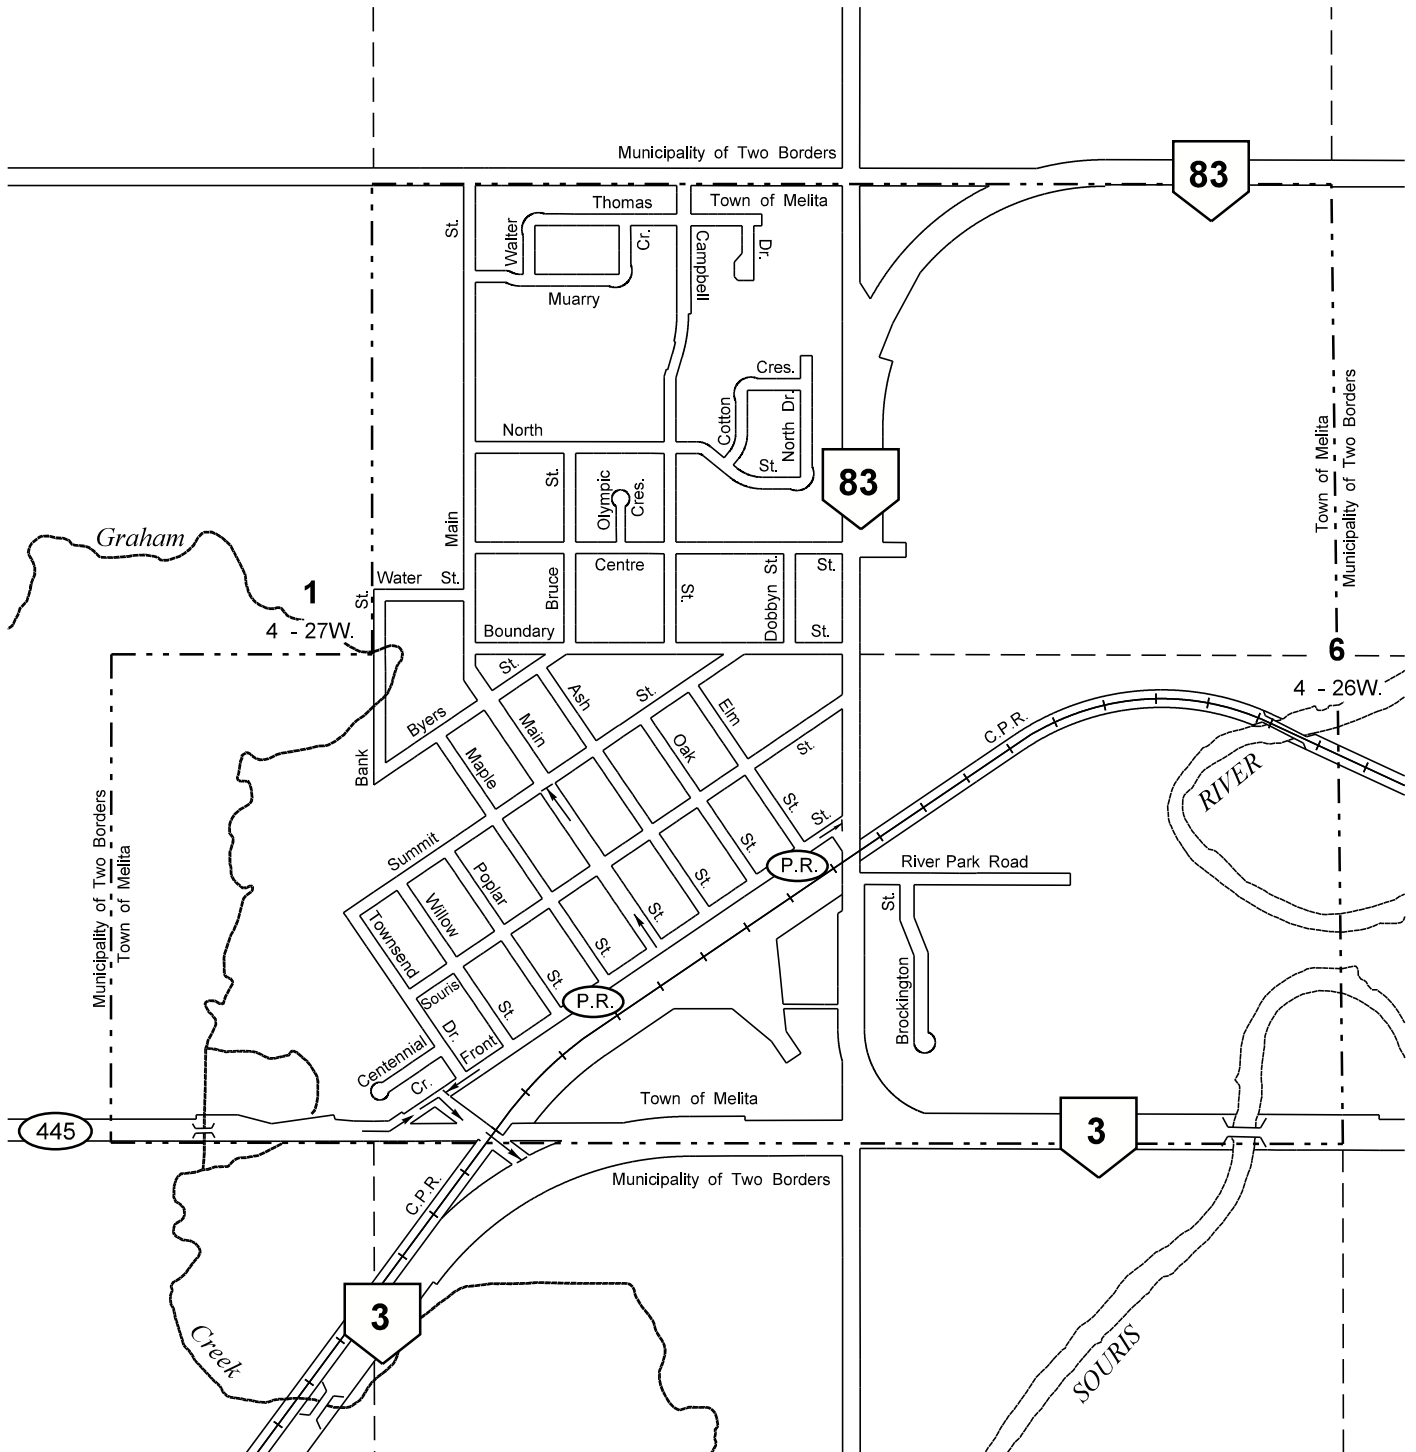 Municipality of Two Borders
83
Thomas
Town of Melita
St.
Walter
Cr.
Campbell
Dr.
Muarry
Cres.
Cotton
North Dr.
North
St.
St.
83
Olympic
Cres.
Main
Town of Melita
Municipality of Two Borders
Graham
Water St.
Centre
St.
Bruce
St.
Dobbyn St.
1
4 - 27W.
St.
Boundary
St.
6
4 - 26W.
St.
Ash
St.
Elm
Byers
Main
Oak
St.
C.P.R.
Bank
Maple
RIVER
St.
St.
Summit
St.
P.R.
River Park Road
Poplar
St.
Willow
St.
St.
Townsend
St.
Municipality of Two Borders
Town of Melita
Souris
Dr.
St.
St.
P.R.
Brockington
Front
Centennial
Cr.
Town of Melita
445
3
Municipality of Two Borders
C.P.R.
3
Creek
SOURIS